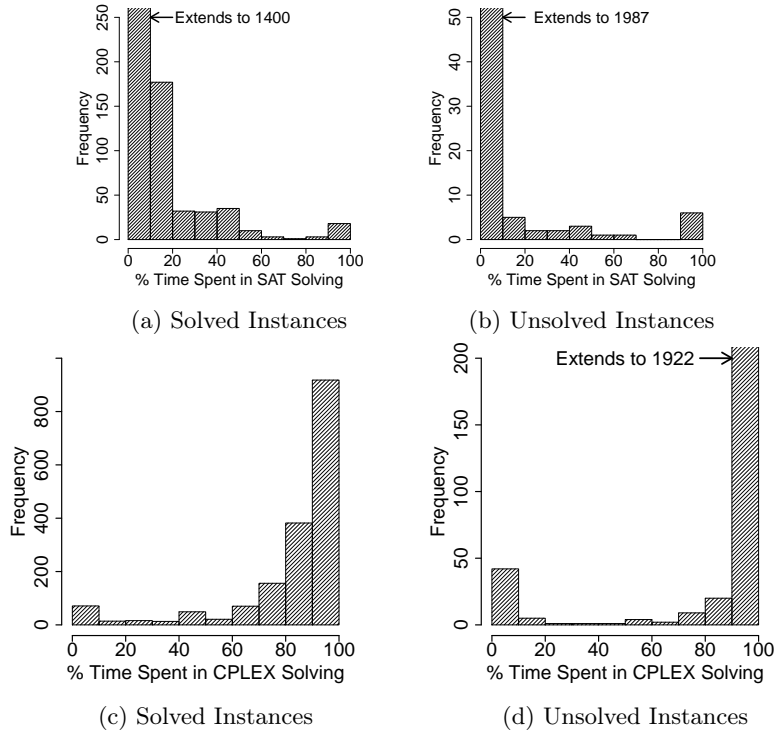 Extends to 1400
Frequency
0 50 100 150 200 250
0 20 40 60 80 100
% Time Spent in SAT Solving
(a) Solved Instances
Extends to 1987
Frequency
0 10 20 30 40 50
0 20 40 60 80 100
% Time Spent in SAT Solving
(b) Unsolved Instances
Frequency
0 200 400 600 800
0 20 40 60 80 100
% Time Spent in CPLEX Solving
(c) Solved Instances
Extends to 1922
Frequency
0 50 100 150 200
0 20 40 60 80 100
% Time Spent in CPLEX Solving
(d) Unsolved Instances